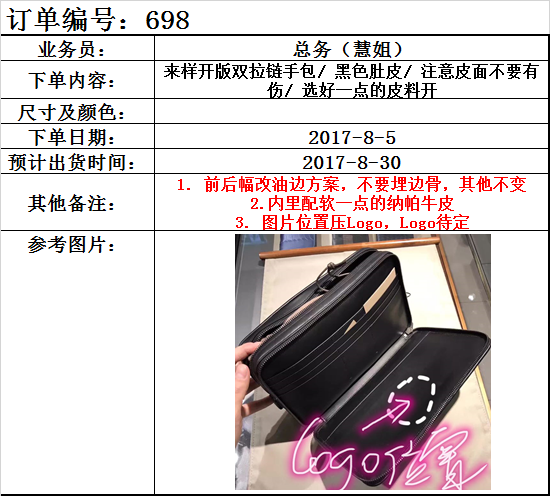 订单编号：698
业务员： 总务（慧姐）
下单内容： 来样开版双拉链手包/ 黑色肚皮/ 注意皮面不要有
伤/ 选好一点的皮料开
尺寸及颜色：
下单日期： 2017-8-5
预计出货时间： 2017-8-30
其他备注： 1. 前后幅改油边方案，不要埋边骨，其他不变
2.内里配软一点的纳帕牛皮
3. 图片位置压Logo，Logo待定
参考图片：
logo位置